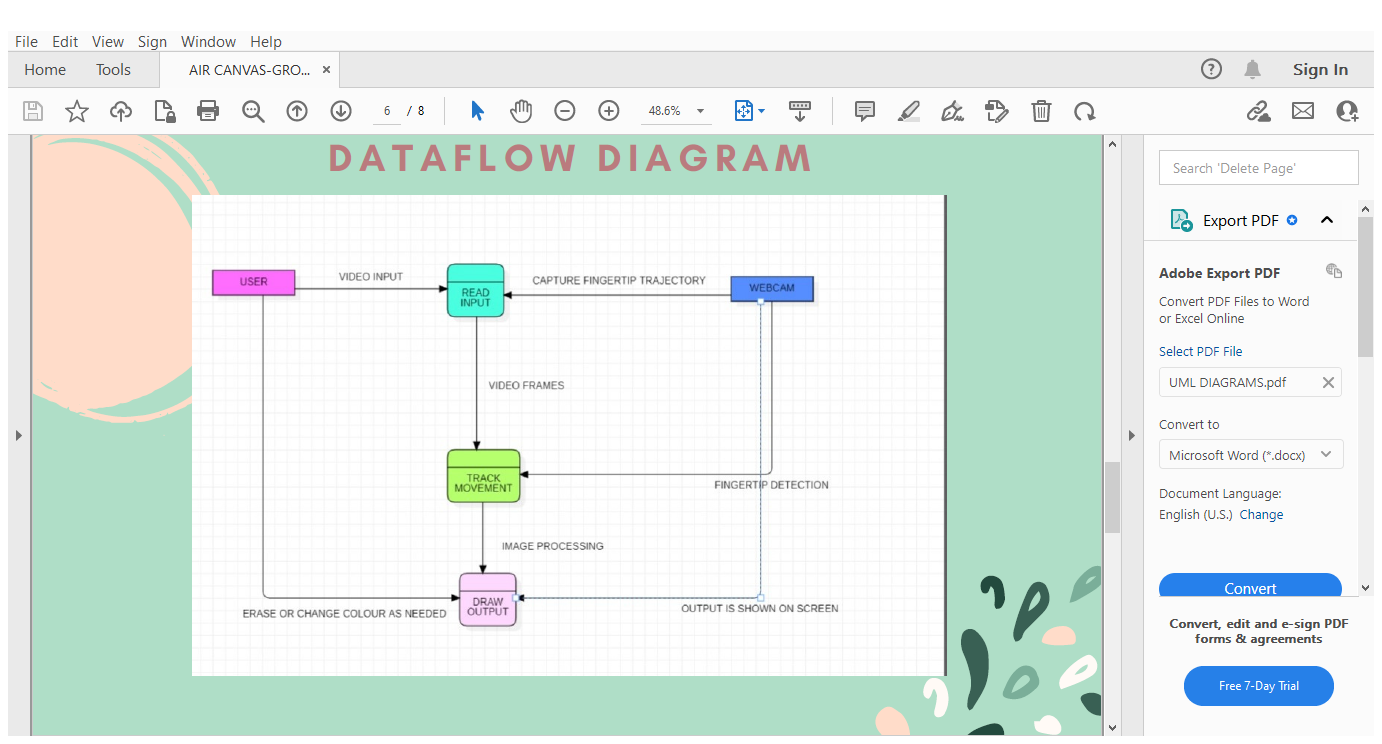 File Edit View Sign Window Help
Home Tools AIR CANVAS-GRO... × Sign In
6 / 8 48.6%
DATAFLOW DIAGRAM
USER
VIDEO INPUT
READ
INPUT
CAPTURE FINGERTIP TRAJECTORY
WEBCAM
VIDEO FRAMES
TRACK
MOVEMENT
FINGERTIP DETECTION
IMAGE PROCESSING
DRAW
OUTPUT
ERASE OR CHANGE COLOUR AS NEEDED
OUTPUT IS SHOWN ON SCREEN
Search 'Delete Page'
Export PDF
Adobe Export PDF
Convert PDF Files to Word
or Excel Online
Select PDF File
UML DIAGRAMS.pdf
Convert to
Microsoft Word (*.docx)
Document Language:
English (U.S.) Change
Convert
Convert, edit and e-sign PDF
forms & agreements
Free 7-Day Trial